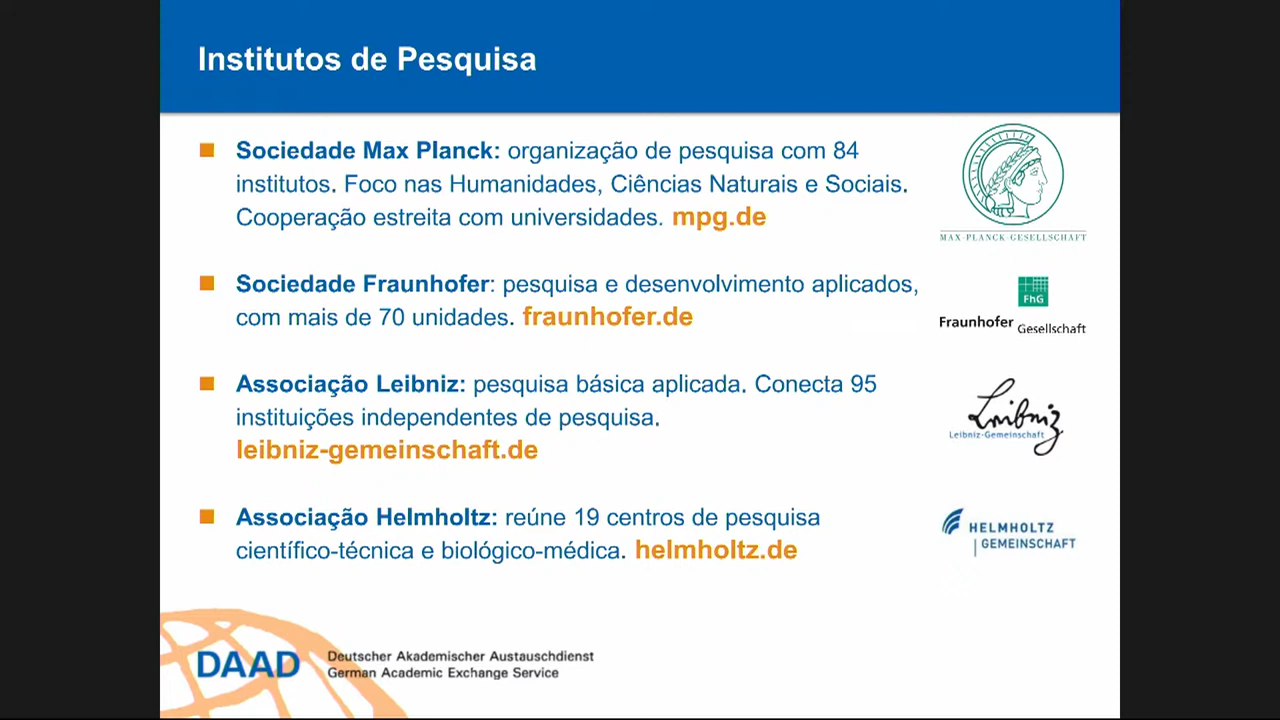 Institutos de Pesquisa
Sociedade Max Planck: organização de pesquisa com 84
institutos. Foco nas Humanidades, Ciências Naturais e Sociais.
Cooperação estreita com universidades. mpg.de
MAX-PLANCK-GESELLSCHAFT
Sociedade Fraunhofer: pesquisa e desenvolvimento aplicados,
com mais de 70 unidades. fraunhofer.de
FhG
Fraunhofer Gesellschaft
Associação Leibniz: pesquisa básica aplicada. Conecta 95
instituições independentes de pesquisa.
leibniz-gemeinschaft.de
Leibniz
Leibniz-Gemeinschaft
Associação Helmholtz: reúne 19 centros de pesquisa
científico-técnica e biológico-médica. helmholtz.de
HELMHOLTZ
GEMEINSCHAFT
DAAD
Deutscher Akademischer Austauschdienst
German Academic Exchange Service